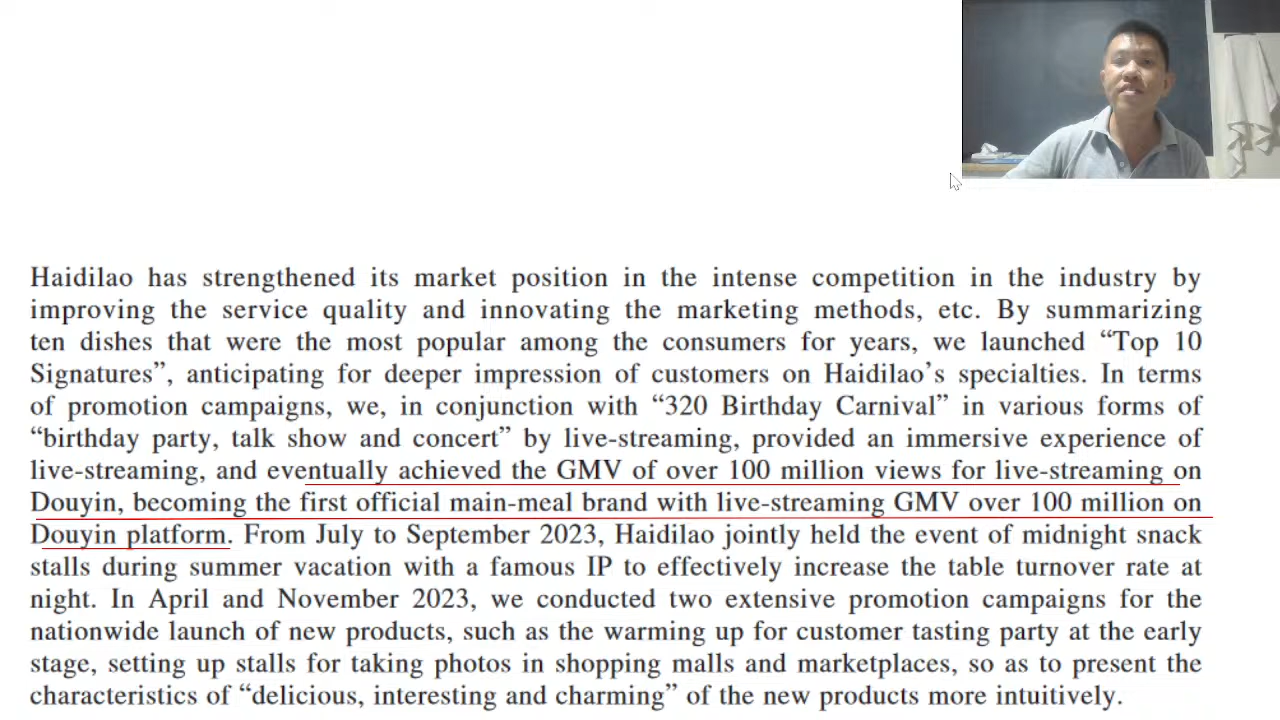 Haidilao has strengthened its market position in the intense competition in the industry by
improving the service quality and innovating the marketing methods, etc. By summarizing
ten dishes that were the most popular among the consumers for years, we launched “Top 10
Signatures”, anticipating for deeper impression of customers on Haidilao’s specialties. In terms
of promotion campaigns, we, in conjunction with “320 Birthday Carnival” in various forms of
“birthday party, talk show and concert” by live-streaming, provided an immersive experience of
live-streaming, and eventually achieved the GMV of over 100 million views for live-streaming on
Douyin, becoming the first official main-meal brand with live-streaming GMV over 100 million on
Douyin platform. From July to September 2023, Haidilao jointly held the event of midnight snack
stalls during summer vacation with a famous IP to effectively increase the table turnover rate at
night. In April and November 2023, we conducted two extensive promotion campaigns for the
nationwide launch of new products, such as the warming up for customer tasting party at the early
stage, setting up stalls for taking photos in shopping malls and marketplaces, so as to present the
characteristics of “delicious, interesting and charming” of the new products more intuitively.